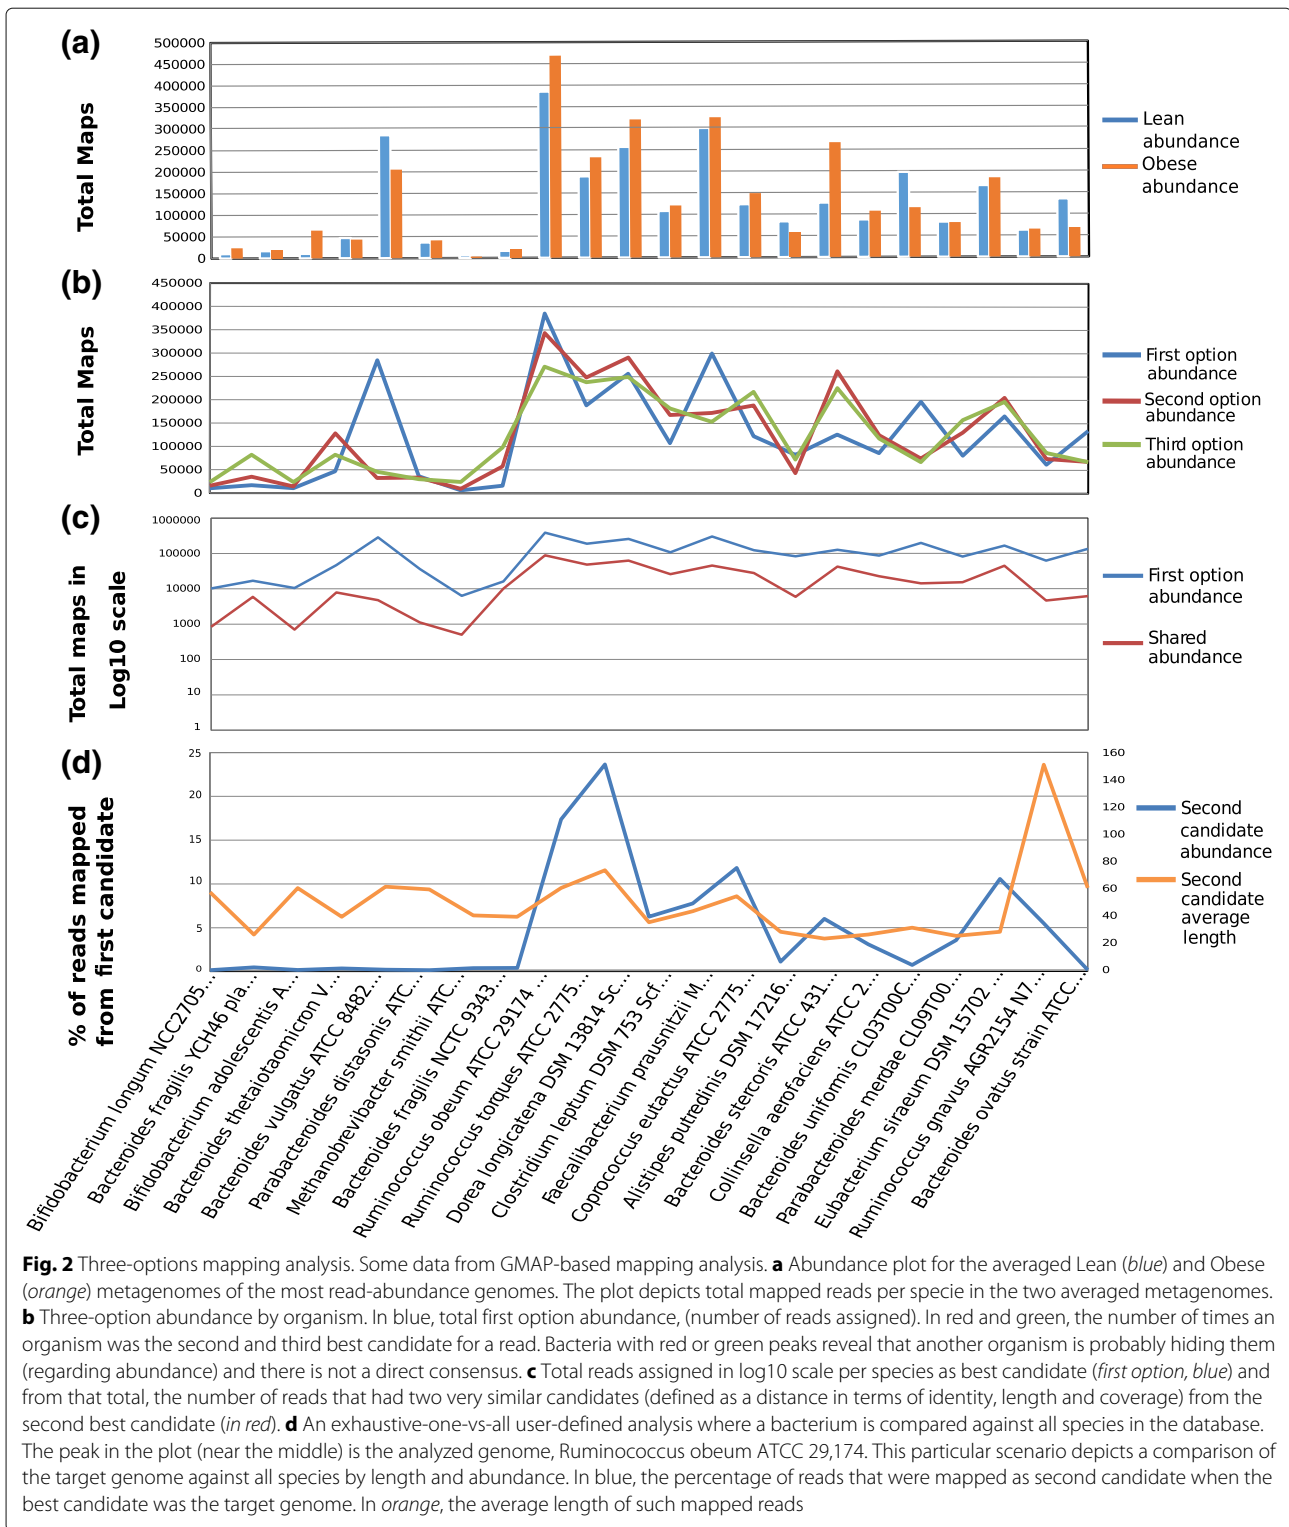 (a)
Total Maps
500000
450000
400000
350000
300000
250000
200000
150000
100000
50000
0
Lean
abundance
Obese
abundance
(b)
Total Maps
450000
400000
350000
300000
250000
200000
150000
100000
50000
0
First option
abundance
Second option
abundance
Third option
abundance
(c)
Total maps in
Log10 scale
1000000
100000
10000
1000
100
10
1
First option
abundance
Shared
abundance
(d)
% of reads mapped
from first candidate
25
20
15
10
5
0
160
140
120
100
80
60
40
20
0
Second
candidate
abundance
Second
candidate
average
length
Bifidobacterium longum NCC2705...
Bacteroides fragilis YCH46 pla...
Bifidobacterium adolescentis A...
Bacteroides thetaiotaomicron V...
Bacteroides vulgatus ATCC 8482...
Parabacteroides distasonis ATC...
Methanobrevibacter smithii ATC...
Bacteroides fragilis NCTC 9343...
Ruminococcus obeum ATCC 29174 ...
Ruminococcus torques ATCC 2775...
Dorea longicatena DSM 13814 Sc...
Clostridium leptum DSM 753 Scf...
Faecalibacterium prausnitzii M...
Coprococcus eutactus ATCC 2775...
Alistipes putredinis DSM 17216...
Bacteroides stercoris ATCC 431...
Collinsella aerofaciens ATCC 2...
Bacteroides uniformis CL03T00C...
Parabacteroides merdae CL09T00...
Eubacterium siraeum DSM 15702 ...
Ruminococcus gnavus AGR2154 N7...
Bacteroides ovatus strain ATCC...
Fig. 2 Three-options mapping analysis. Some data from GMAP-based mapping analysis. a Abundance plot for the averaged Lean (blue) and Obese
(orange) metagenomes of the most read-abundance genomes. The plot depicts total mapped reads per specie in the two averaged metagenomes.
b Three-option abundance by organism. In blue, total first option abundance, (number of reads assigned). In red and green, the number of times an
organism was the second and third best candidate for a read. Bacteria with red or green peaks reveal that another organism is probably hiding them
(regarding abundance) and there is not a direct consensus. c Total reads assigned in log10 scale per species as best candidate (first option, blue) and
from that total, the number of reads that had two very similar candidates (defined as a distance in terms of identity, length and coverage) from the
second best candidate (in red). d An exhaustive-one-vs-all user-defined analysis where a bacterium is compared against all species in the database.
The peak in the plot (near the middle) is the analyzed genome, Ruminococcus obeum ATCC 29,174. This particular scenario depicts a comparison of
the target genome against all species by length and abundance. In blue, the percentage of reads that were mapped as second candidate when the
best candidate was the target genome. In orange, the average length of such mapped reads